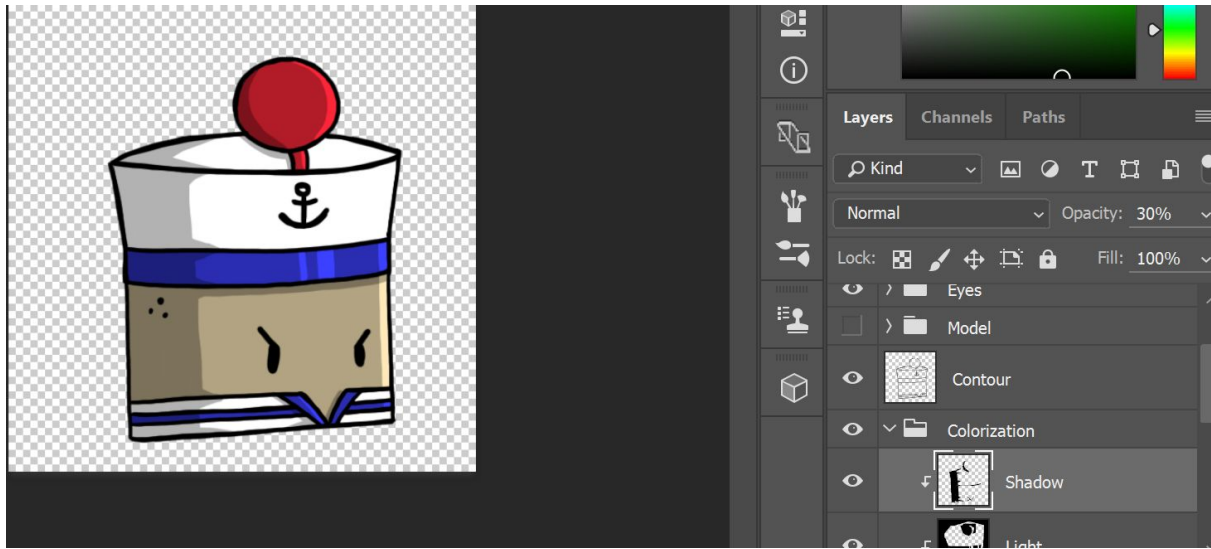 Layers Channels Paths
Kind
Normal Opacity: 30%
Lock: Fill: 100%
Eyes
Model
Contour
Colorization
Shadow
Light